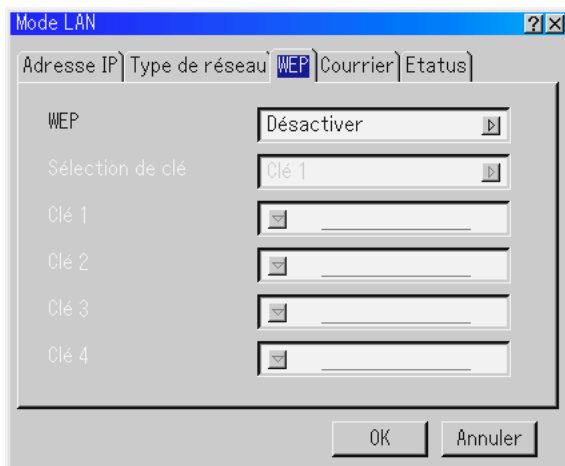 Mode LAN
Adresse IP Type de réseau WEP Courrier Etatus
WEP Désactiver
Sélection de clé Clé 1
Clé 1
Clé 2
Clé 3
Clé 4
OK Annuler